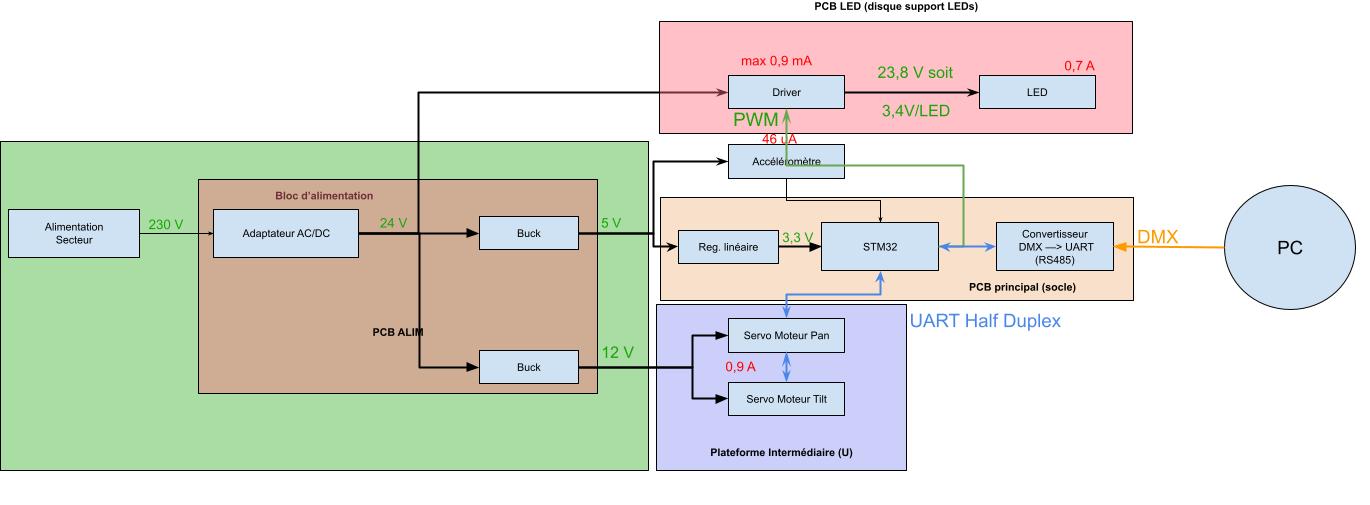 PCB LED (disque support LEDs)
max 0,9 mA
23,8 V soit
0,7 A
Driver
LED
3,4V/LED
PWM
46 uA
Accéléromètre
Bloc d'alimentation
Alimentation
Secteur
230 V
Adaptateur AC/DC
24 V
Buck
5 V
Reg. linéaire
3,3 V
STM32
Convertisseur
DMX —> UART
(RS485)
DMX
PC
PCB principal (socle)
PCB ALIM
Buck
12 V
Servo Moteur Pan
UART Half Duplex
0,9 A
Servo Moteur Tilt
Plateforme Intermédiaire (U)